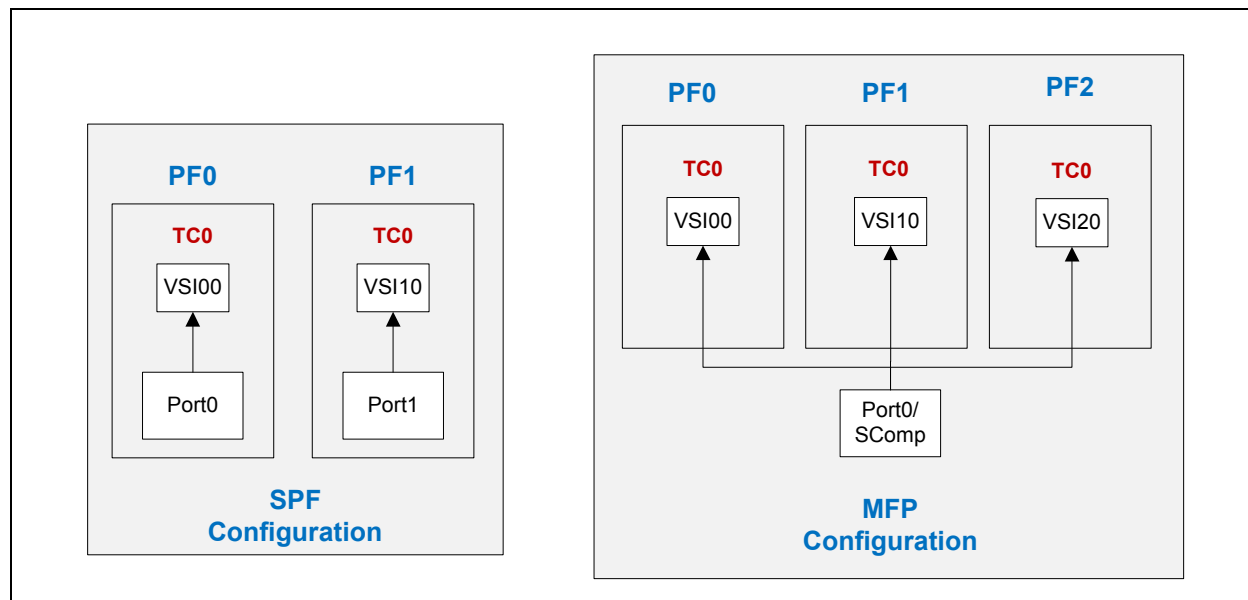 PF0
PF1
TC0
TC0
VSI00
VSI10
Port0
Port1
SPF
Configuration
PF0
PF1
PF2
TC0
TC0
TC0
VSI00
VSI10
VSI20
Port0/
SComp
MFP
Configuration